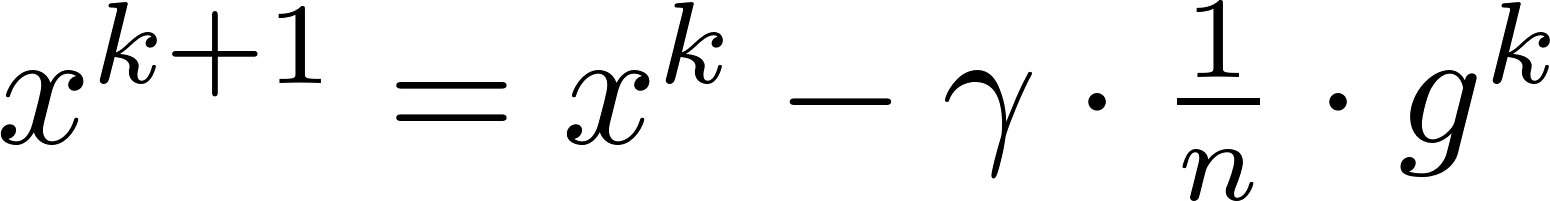 x^{k+1} = x^k − γ · \frac{1}{n} · g^k